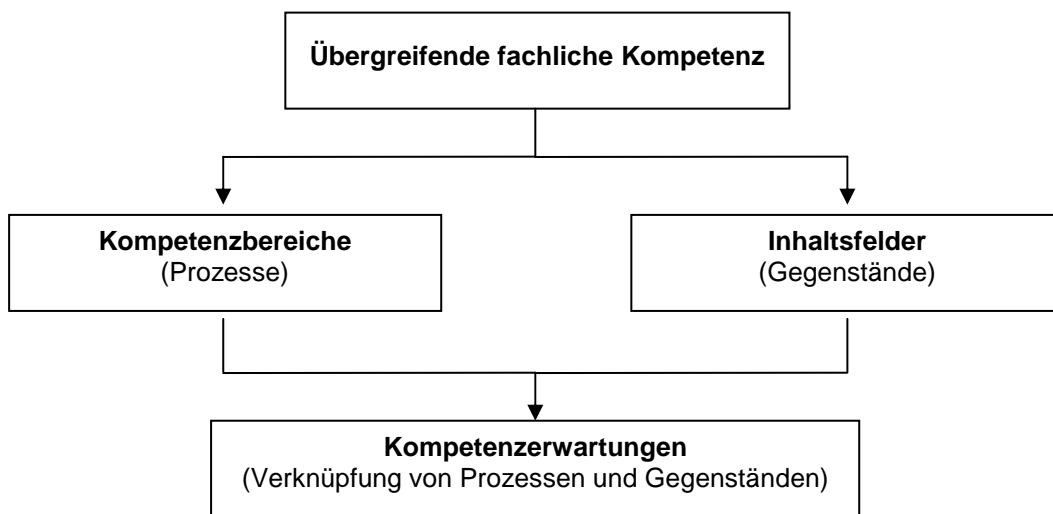 Übergreifende fachliche Kompetenz
Kompetenzbereiche
(Prozesse)
Inhaltsfelder
(Gegenstände)
Kompetenzerwartungen
(Verknüpfung von Prozessen und Gegenständen)